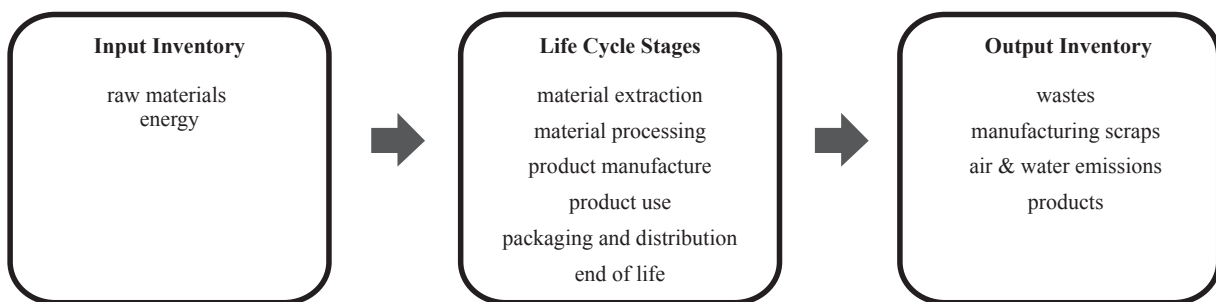 Input Inventory
raw materials
energy
Life Cycle Stages
material extraction
material processing
product manufacture
product use
packaging and distribution
end of life
Output Inventory
wastes
manufacturing scraps
air & water emissions
products